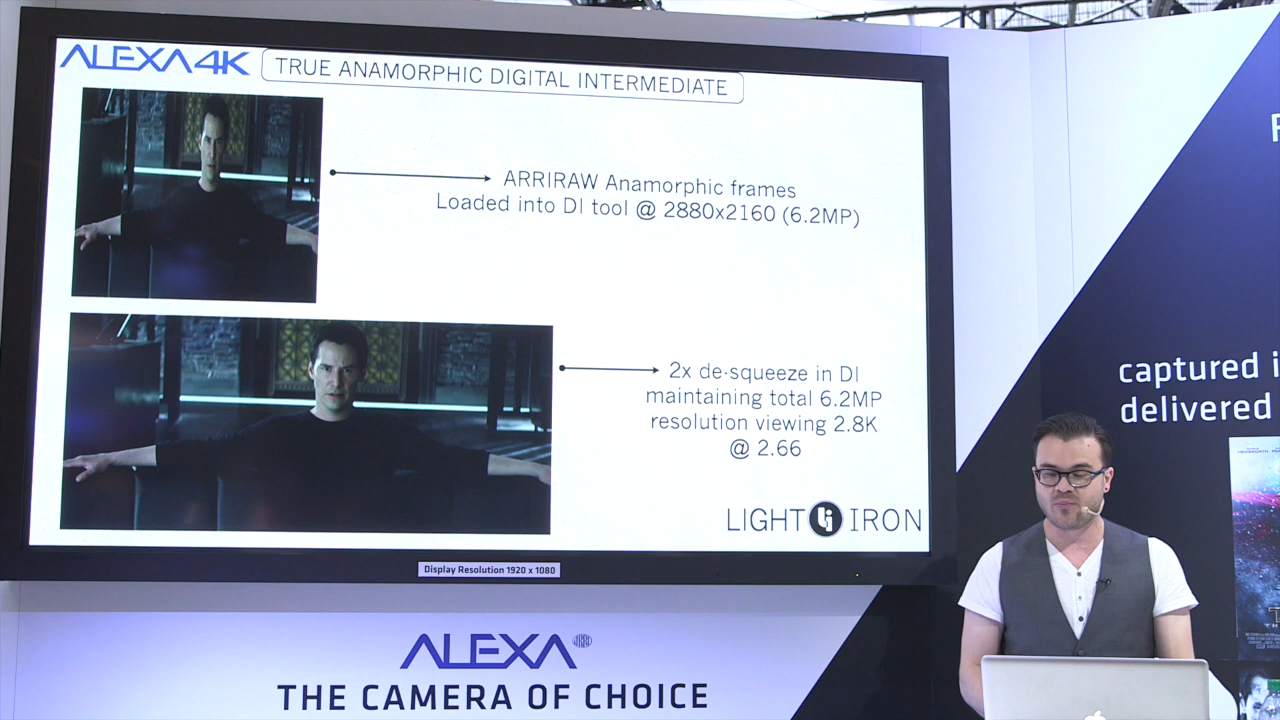 ALEXA 4K
TRUE ANAMORPHIC DIGITAL INTERMEDIATE
ARRIRAW Anamorphic frames
Loaded into DI tool @ 2880x2160 (6.2MP)
2x de-squeeze in DI
maintaining total 6.2MP
resolution viewing 2.8K
@ 2.66
LIGHT IRON
Display Resolution 1920 x 1080
ALEXA
THE CAMERA OF CHOICE
captured
delivered